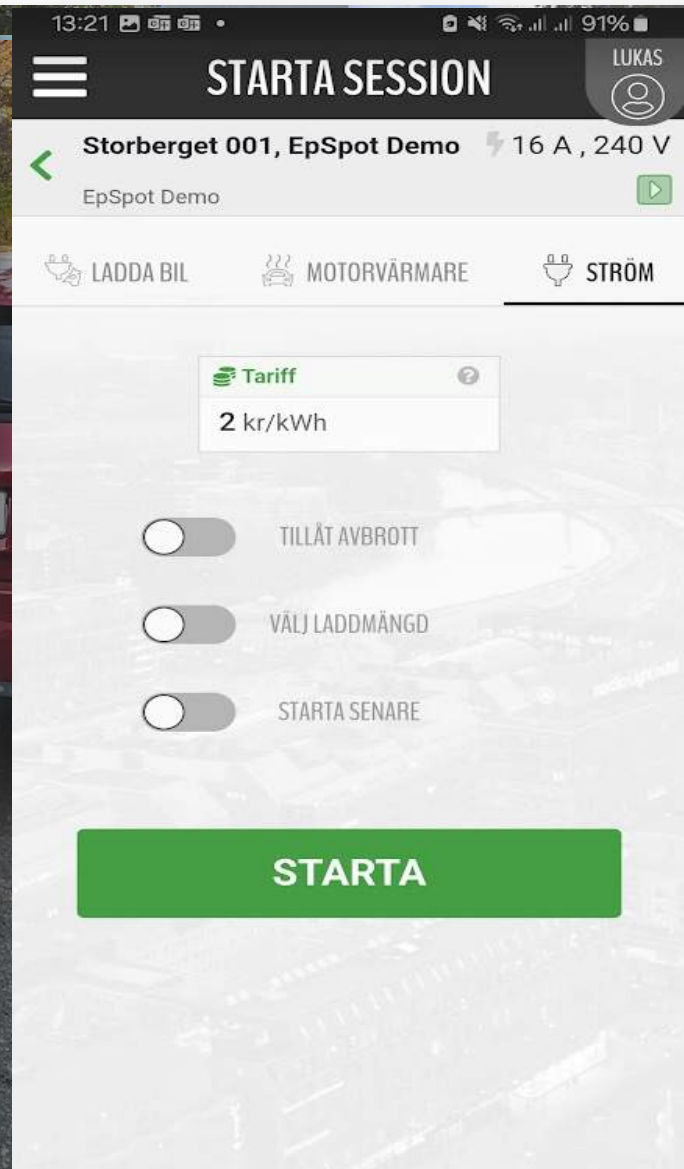 13:21 91%
STARTA SESSION
LUKAS
Storberget 001, EpSpot Demo 16 A , 240 V
EpSpot Demo
LADDA BIL MOTORVÄRMARE STRÖM
Tariff ?
2 kr/kWh
TILLÅT AVBROTT
VÄLJ LADDMÄNGD
STARTA SENARE
STARTA